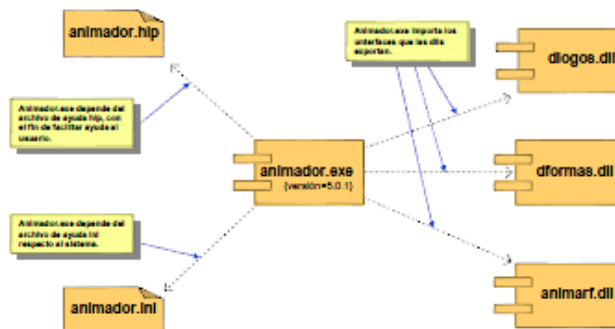 animador.hlp
Animador.exe importa los
interfaces que las dlls
exportan.
dlogos.dll
Animador.exe depende del
archivo de ayuda hlp, con
el fin de facilitar ayuda al
usuario.
animador.exe
{versión=5.0.1}
dformas.dll
Animador.exe depende del
archivo de ayuda ini
respecto al sistema.
animador.ini
animarf.dll